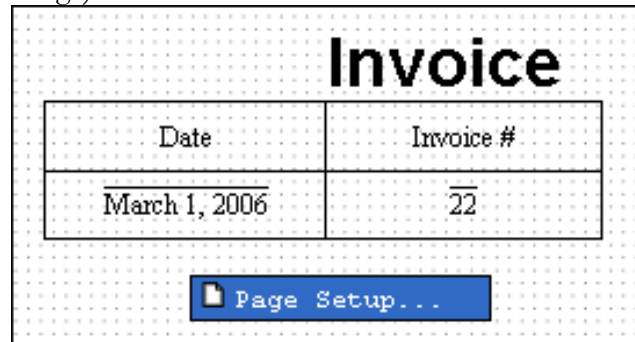 Invoice
Date Invoice #
March 1, 2006 22
Page Setup...